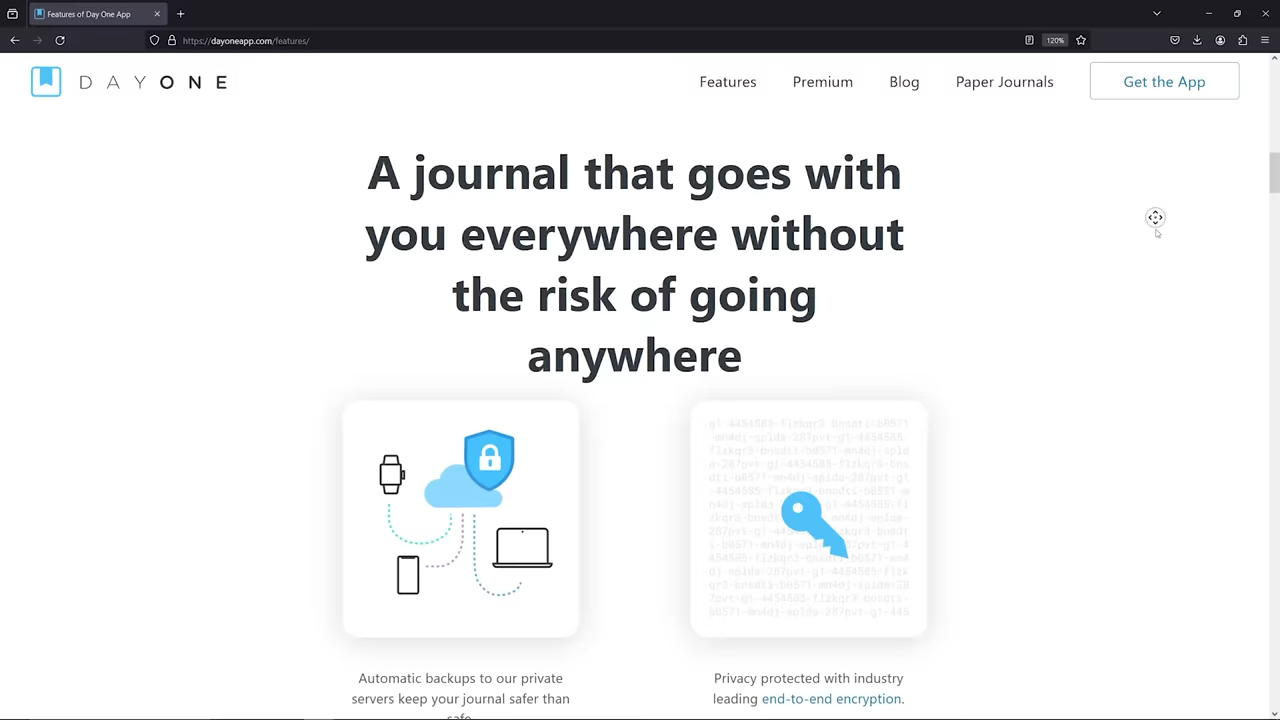 Features of Day One App
https://dayoneapp.com/features/
120%
DAYONE
Features
Premium
Blog
Paper Journals
Get the App
A journal that goes with
you everywhere without
the risk of going
anywhere
Automatic backups to our private
servers keep your journal safer than
safe.
Privacy protected with industry
leading end-to-end encryption.